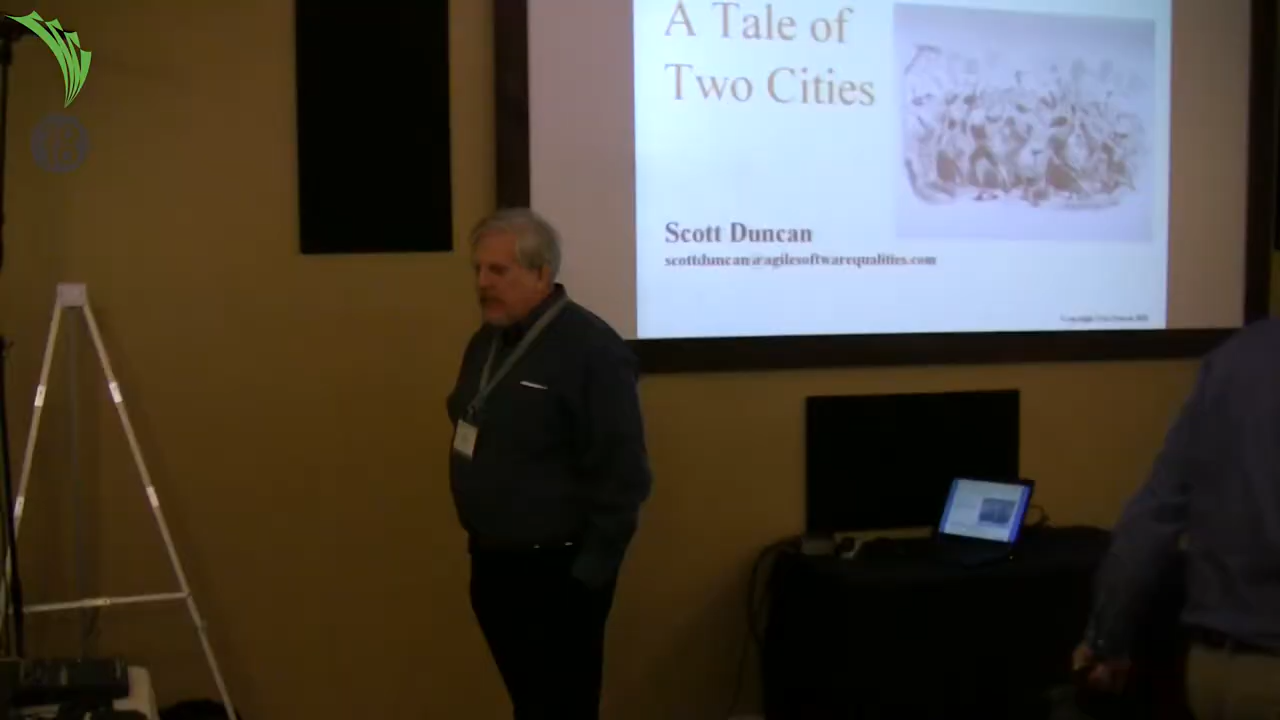 A Tale of
Two Cities
Scott Duncan
scottduncan@agilesoftwarequalities.com